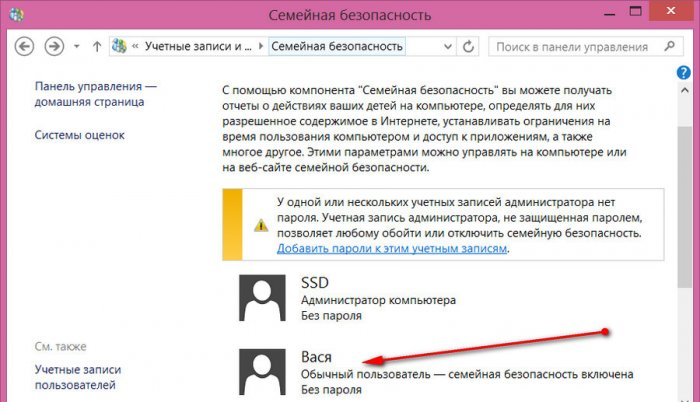 Семейная безопасность
« Учетные записи и ... ▸ Семейная безопасность
Поиск в панели управления
Панель управления —
домашняя страница
Системы оценок
С помощью компонента "Семейная безопасность" вы можете получать
отчеты о действиях ваших детей на компьютере, определять для них
разрешенное содержимое в Интернете, устанавливать ограничения на
время пользования компьютером и доступ к приложениям, а также
многое другое. Этими параметрами можно управлять на компьютере или
на веб-сайте семейной безопасности.
У одной или нескольких учетных записей администратора нет
пароля. Учетная запись администратора, не защищенная паролем,
позволяет любому обойти или отключить семейную безопасность.
Добавить пароли к этим учетным записям.
SSD
Администратор компьютера
Без пароля
Вася
Обычный пользователь — семейная безопасность включена
Без пароля
См. также
Учетные записи
пользователей